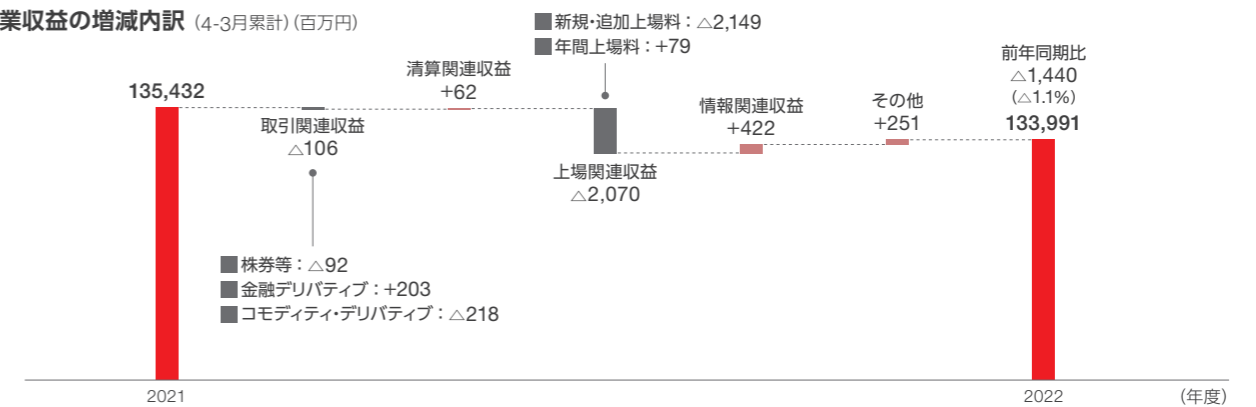 業収益の増減内訳 (4-3月累計)(百万円)
■新規・追加上場料：△2,149
■年間上場料：+79
135,432
取引関連収益
△106
■株券等：△92
■金融デリバティブ：+203
■コモディティ・デリバティブ：△218
清算関連収益
+62
上場関連収益
△2,070
情報関連収益
+422
その他
+251
前年同期比
△1,440
(△1.1%)
133,991
2021
2022
(年度)